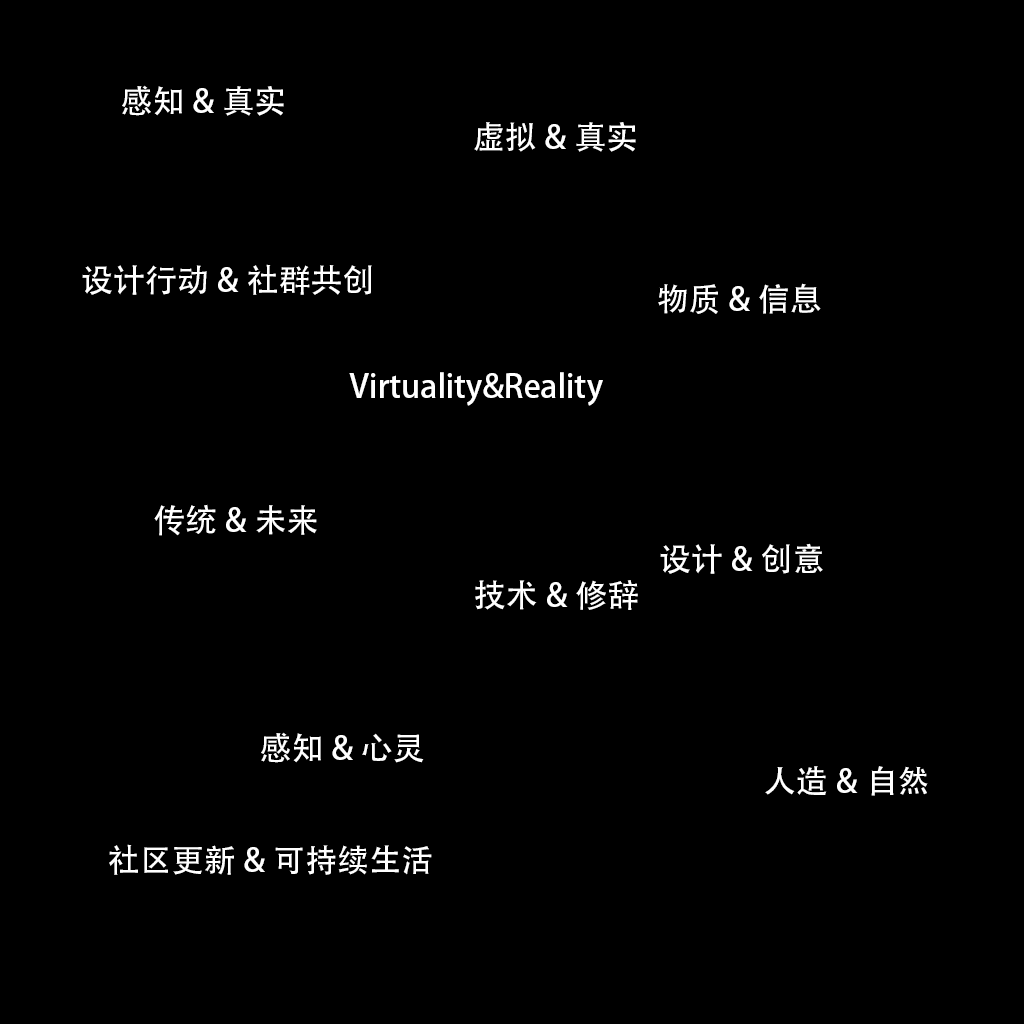 感知 & 真实
虚拟 & 真实
设计行动 & 社群共创
物质 & 信息
Virtuality&Reality
传统 & 未来
设计 & 创意
技术 & 修辞
感知 & 心灵
人造 & 自然
社区更新 & 可持续生活